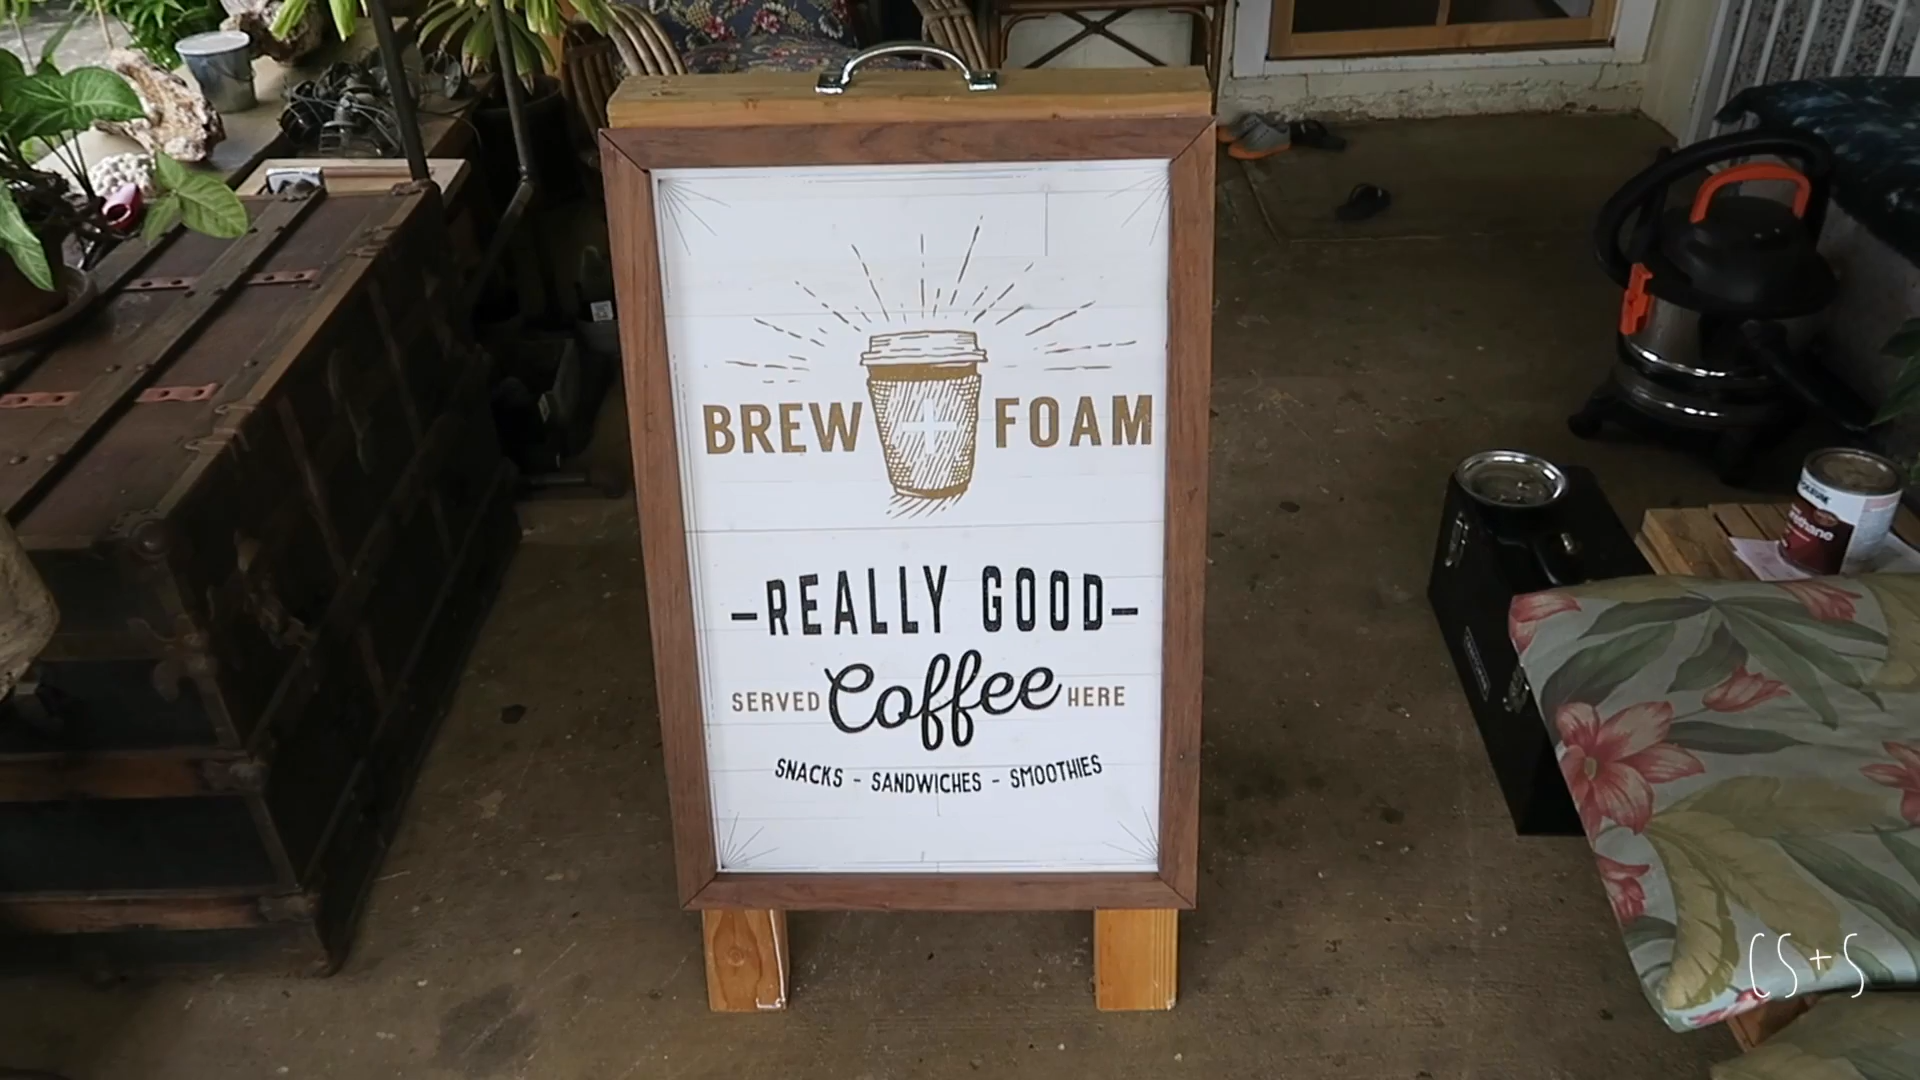 BREW + FOAM
-REALLY GOOD-
SERVED Coffee HERE
SNACKS - SANDWICHES - SMOOTHIES
CS+S